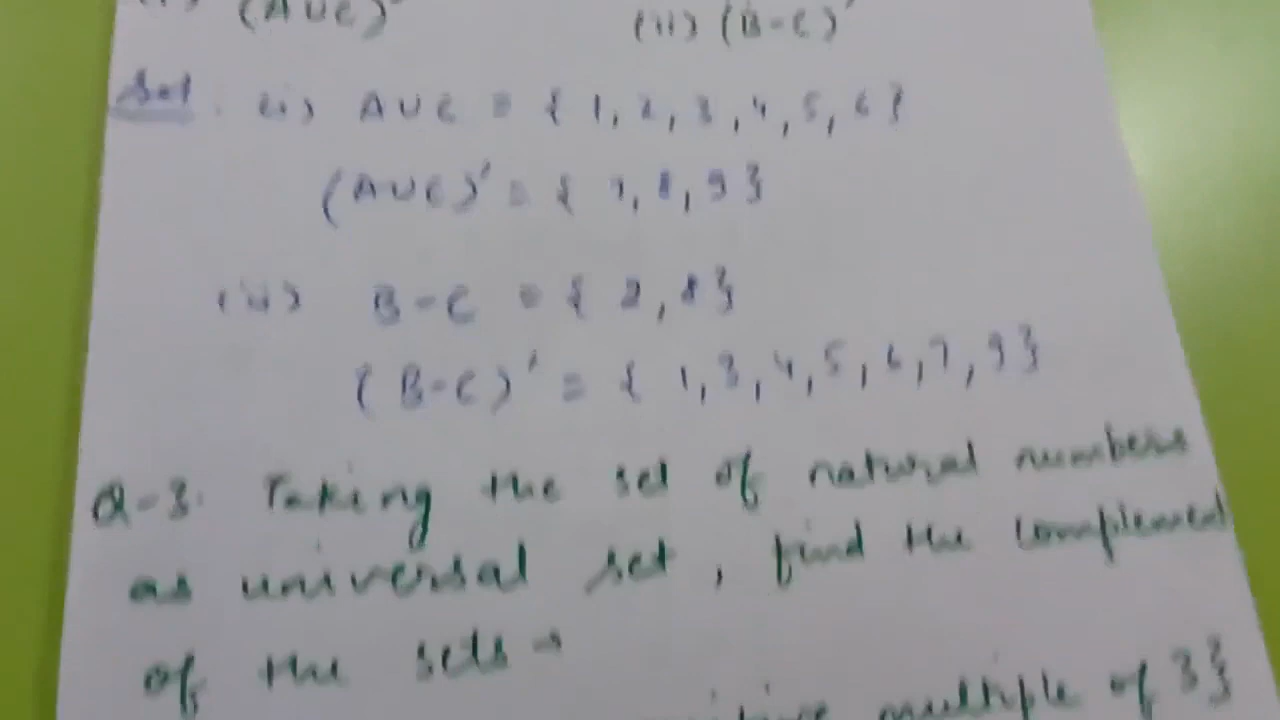 (AUC)' (ii) (B-C)'
Sol. (i) AUC = { 1, 2, 3, 4, 5, 6 }
(AUC)' = { 7, 8, 9 }
(ii) B-C = { 2, 8 }
(B-C)' = { 1, 3, 4, 5, 6, 7, 9 }
Q-3. Taking the set of natural numbers
as universal set, find the complement
of the sets →
multiple of 3}